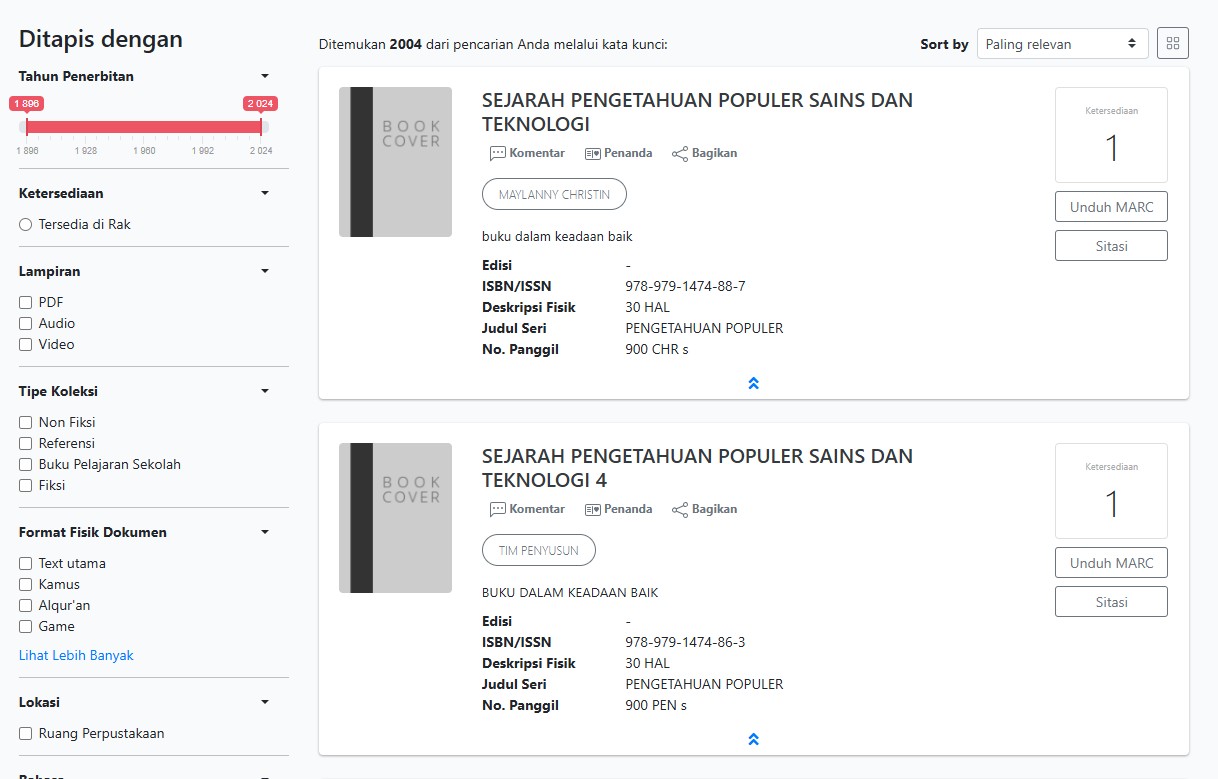 Ditapis dengan
Tahun Penerbitan
1 896
2 024
1 896 1 928 1 960 1 992 2 024
Ketersediaan
Tersedia di Rak
Lampiran
PDF
Audio
Video
Tipe Koleksi
Non Fiksi
Referensi
Buku Pelajaran Sekolah
Fiksi
Format Fisik Dokumen
Text utama
Kamus
Alqur'an
Game
Lihat Lebih Banyak
Lokasi
Ruang Perpustakaan
Ditemukan 2004 dari pencarian Anda melalui kata kunci:
Sort by Paling relevan
BOOK
COVER
SEJARAH PENGETAHUAN POPULER SAINS DAN
TEKNOLOGI
Komentar Penanda Bagikan
MAYLANNY CHRISTIN
buku dalam keadaan baik
Edisi -
ISBN/ISSN 978-979-1474-88-7
Deskripsi Fisik 30 HAL
Judul Seri PENGETAHUAN POPULER
No. Panggil 900 CHR s
Ketersediaan
1
Unduh MARC
Sitasi
BOOK
COVER
SEJARAH PENGETAHUAN POPULER SAINS DAN
TEKNOLOGI 4
Komentar Penanda Bagikan
TIM PENYUSUN
BUKU DALAM KEADAAN BAIK
Edisi -
ISBN/ISSN 978-979-1474-86-3
Deskripsi Fisik 30 HAL
Judul Seri PENGETAHUAN POPULER
No. Panggil 900 PEN s
Ketersediaan
1
Unduh MARC
Sitasi